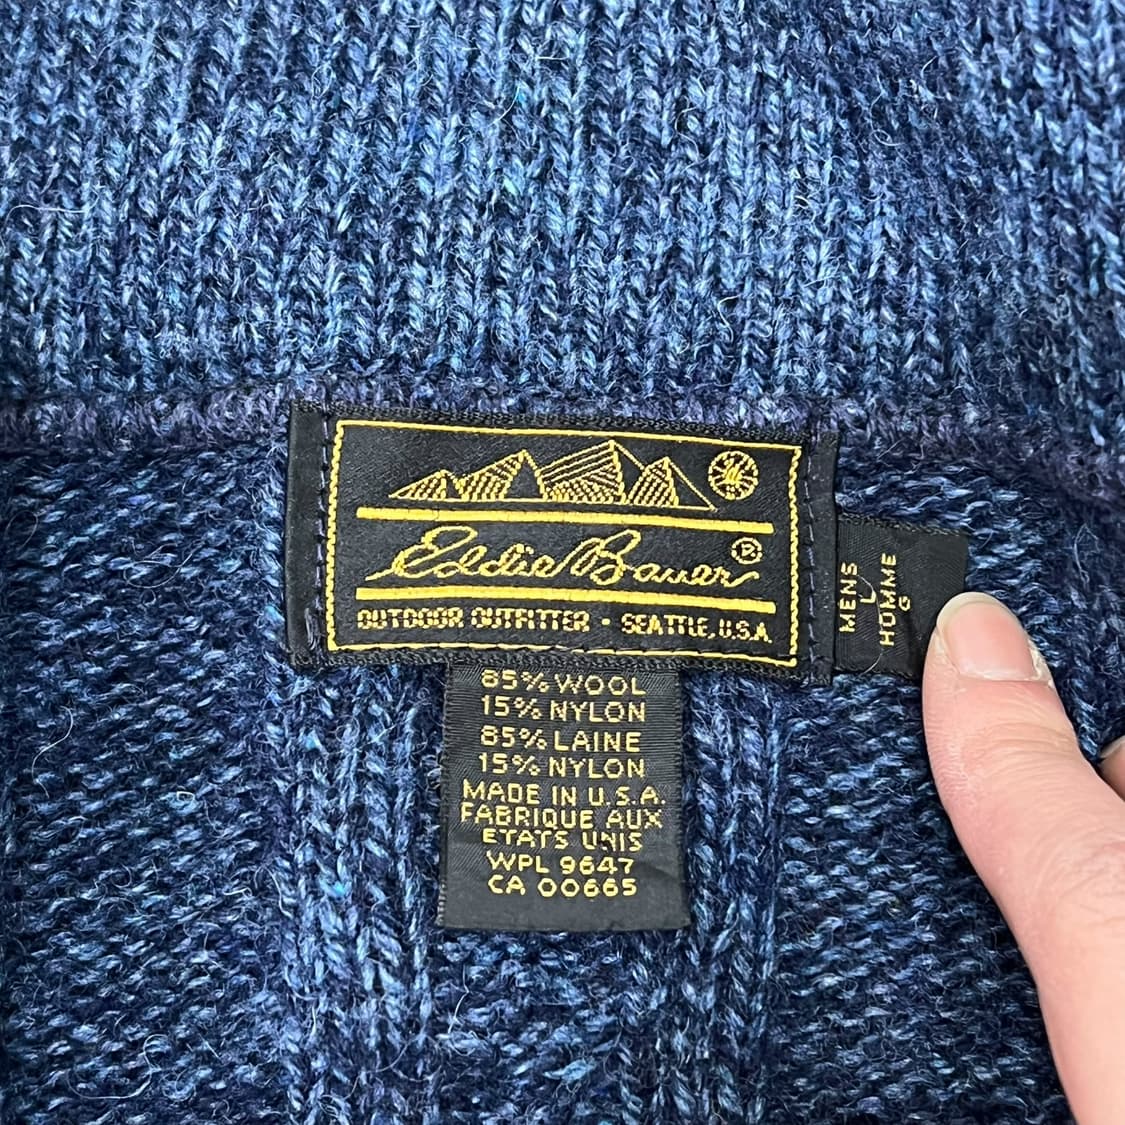 Eddie Bauer®
OUTDOOR OUTFITTER • SEATTLE, U.S.A.
MENS
L
HOMME
G
85% WOOL
15% NYLON
85% LAINE
15% NYLON
MADE IN U.S.A.
FABRIQUE AUX
ETATS UNIS
WPL 9647
CA 00665